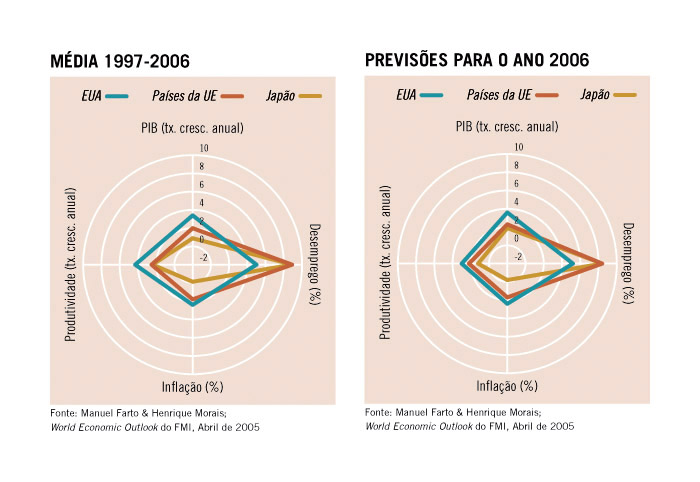 MÉDIA 1997-2006
EUA Países da UE Japão
PIB (tx. cresc. anual)
10
8
6
4
2
0
-2
Produtividade (tx. cresc. anual)
Desemprego (%)
Inflação (%)
Fonte: Manuel Farto & Henrique Morais;
World Economic Outlook do FMI, Abril de 2005
PREVISÕES PARA O ANO 2006
EUA Países da UE Japão
PIB (tx. cresc. anual)
10
8
6
4
2
0
-2
Produtividade (tx. cresc. anual)
Desemprego (%)
Inflação (%)
Fonte: Manuel Farto & Henrique Morais;
World Economic Outlook do FMI, Abril de 2005